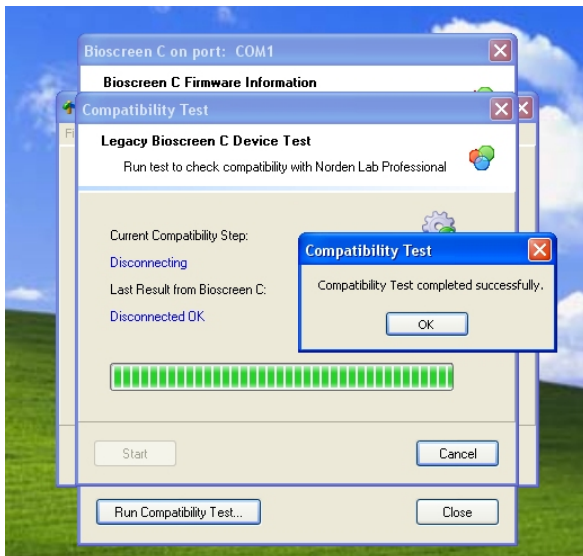 Bioscreen C on port: COM1
Bioscreen C Firmware Information
Compatibility Test
Fi
Legacy Bioscreen C Device Test
Run test to check compatibility with Norden Lab Professional
Current Compatibility Step:
Disconnecting
Last Result from Bioscreen C:
Disconnected OK
Compatibility Test
Compatibility Test completed successfully.
OK
Start
Cancel
Run Compatibility Test...
Close